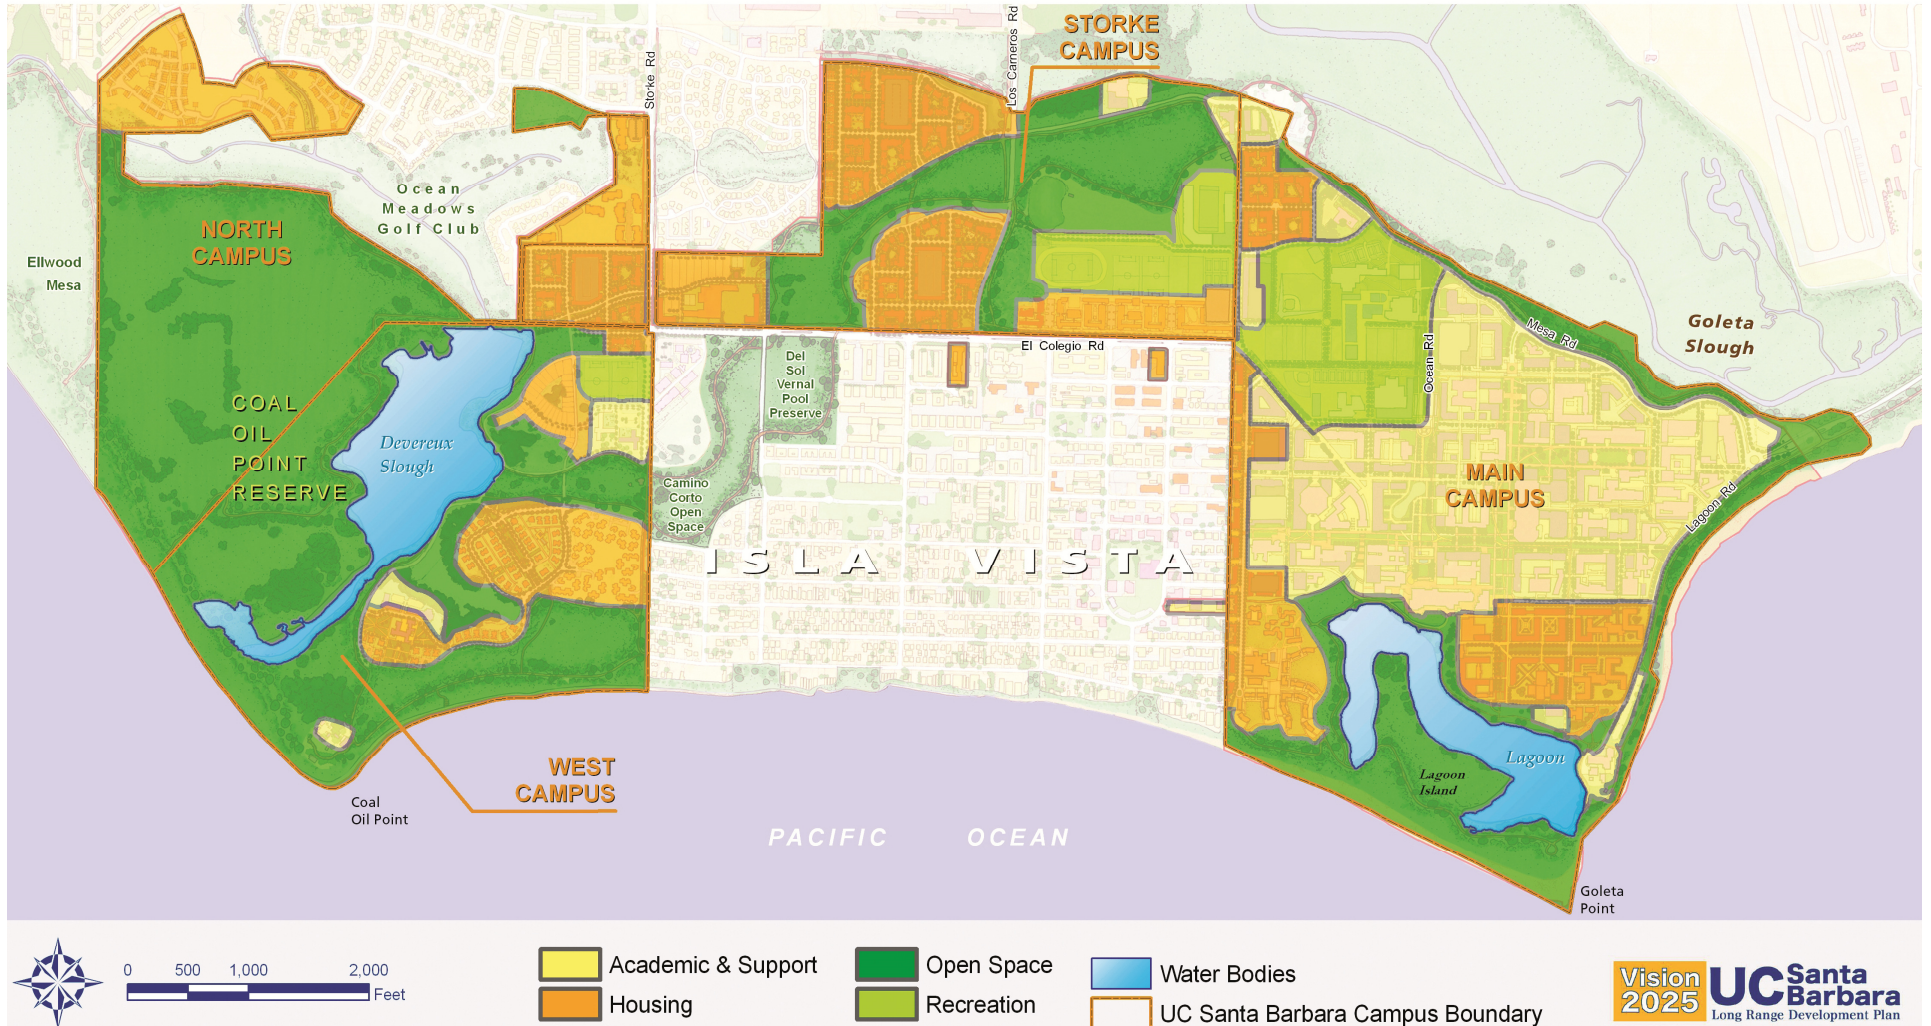 STORKE
CAMPUS
Storke Rd
Los Carneros Rd
Ocean
Meadows
Golf Club
NORTH
CAMPUS
Ellwood
Mesa
Goleta
Slough
Mesa Rd
Ocean Rd
El Colegio Rd
Del
Sol
Vernal
Pool
Preserve
COAL
OIL
POINT
RESERVE
Devereux
Slough
Camino
Corto
Open
Space
MAIN
CAMPUS
Lagoon Rd
ISLA VISTA
WEST
CAMPUS
Lagoon
Lagoon
Island
Coal
Oil Point
PACIFIC OCEAN
Goleta
Point
0 500 1,000 2,000
Feet
Academic & Support
Housing
Open Space
Recreation
Water Bodies
UC Santa Barbara Campus Boundary
Vision
2025
UC Santa
Barbara
Long Range Development Plan